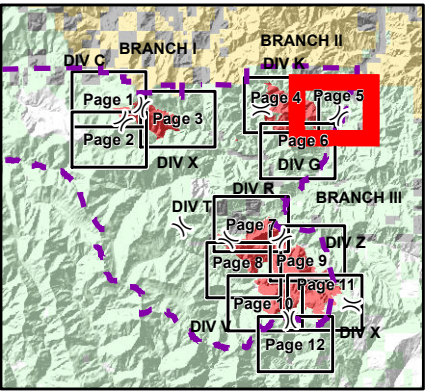 BRANCH I
BRANCH II
DIV C
DIV K
Page 1
Page 4
Page 5
Page 3
Page 2
Page 6
DIV X
DIV G
DIV R
BRANCH III
DIV T
Page 7
DIV Z
Page 8
Page 9
Page 11
Page 10
DIV V
DIV X
Page 12